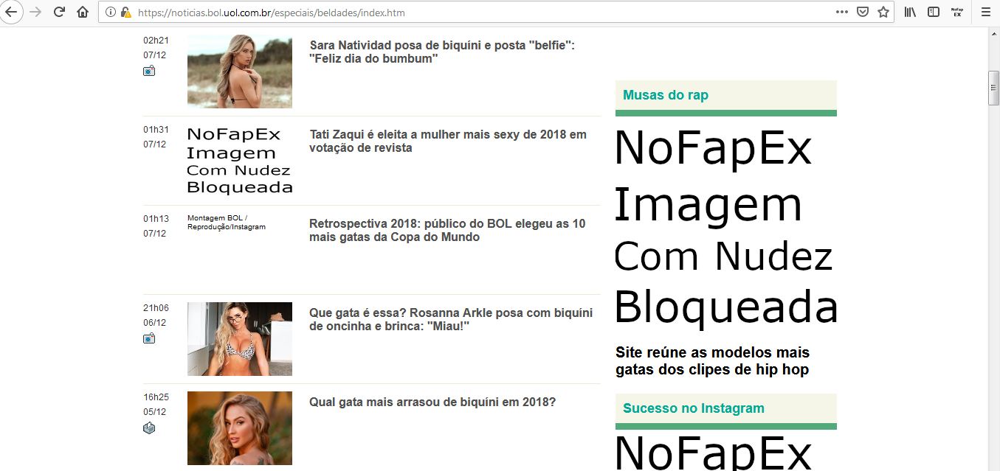 https://noticias.bol.uol.com.br/especiais/beldades/index.htm
NoFap
EX
02h21
07/12
Sara Natividad posa de biquíni e posta "belfie":
"Feliz dia do bumbum"
01h31
07/12
NoFapEx
Imagem
Com Nudez
Bloqueada
Tati Zaqui é eleita a mulher mais sexy de 2018 em
votação de revista
01h13
07/12
Montagem BOL /
Reprodução/Instagram
Retrospectiva 2018: público do BOL elegeu as 10
mais gatas da Copa do Mundo
21h06
06/12
Que gata é essa? Rosanna Arkle posa com biquíni
de oncinha e brinca: "Miau!"
16h25
05/12
Qual gata mais arrasou de biquíni em 2018?
Musas do rap
NoFapEx
Imagem
Com Nudez
Bloqueada
Site reúne as modelos mais
gatas dos clipes de hip hop
Sucesso no Instagram
NoFapEx